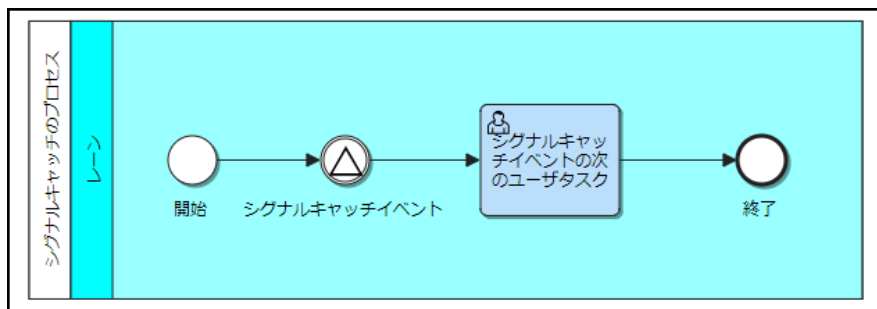 シグナルキャッチのプロセス
レーン
開始
シグナルキャッチイベント
シグナルキャッ
チイベントの次
のユーザタスク
終了